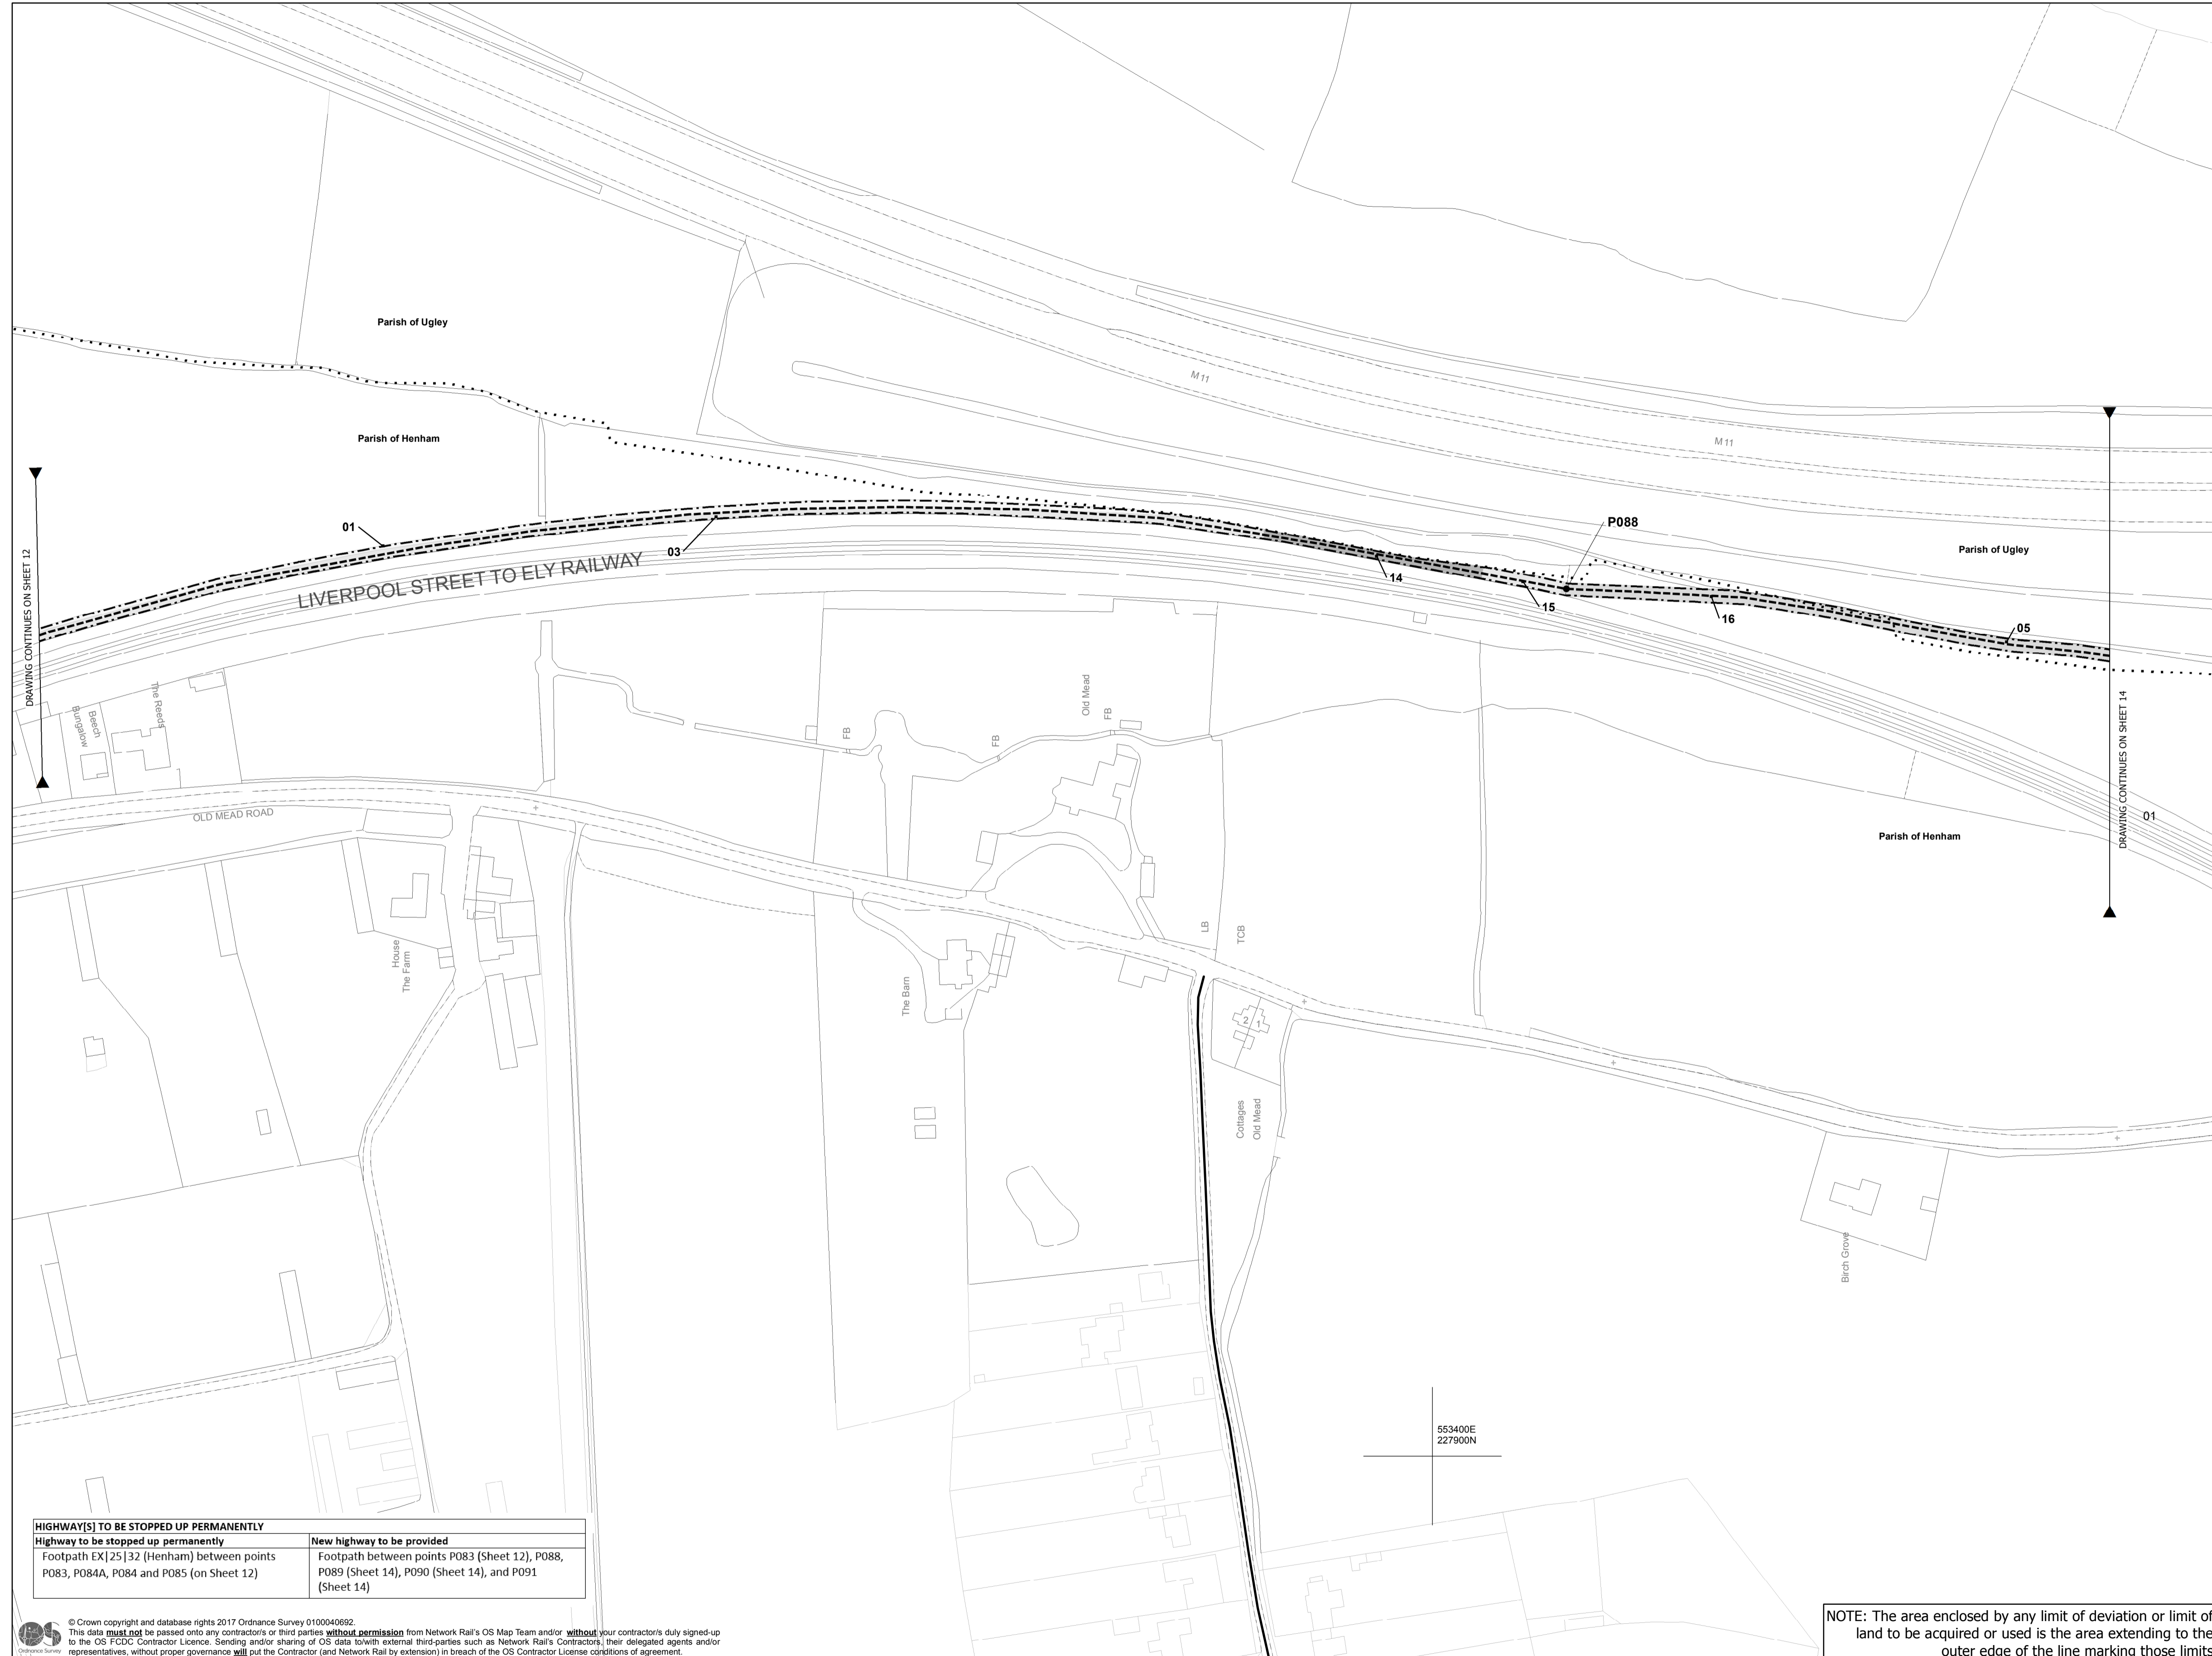 M 11
M 11
Parish of Ugley
Parish of Henham
P088
Parish of Ugley
01
03
14
15
16
05
DRAWING CONTINUES ON SHEET 12
LIVERPOOL STREET TO ELY RAILWAY
DRAWING CONTINUES ON SHEET 14
01
Bungalow
Beech
The Reeds
Old Mead
FB
FB
FB
OLD MEAD ROAD
Parish of Henham
House
The Farm
The Barn
LB
TCB
2
1
Cottages
Old Mead
Birch Grove
553400E
227900N
HIGHWAY[S] TO BE STOPPED UP PERMANENTLY
Highway to be stopped up permanently
New highway to be provided
Footpath EX|25|32 (Henham) between points
P083, P084A, P084 and P085 (on Sheet 12)
Footpath between points P083 (Sheet 12), P088,
P089 (Sheet 14), P090 (Sheet 14), and P091
(Sheet 14)
© Crown copyright and database rights 2017 Ordnance Survey 0100040692.
This data must not be passed onto any contractor/s or third parties without permission from Network Rail's OS Map Team and/or without your contractor/s duly signed-up
to the OS FCDC Contractor Licence. Sending and/or sharing of OS data to/with external third-parties such as Network Rail's Contractors, their delegated agents and/or
representatives, without proper governance will put the Contractor (and Network Rail by extension) in breach of the OS Contractor License conditions of agreement.
OS
Ordnance Survey
NOTE: The area enclosed by any limit of deviation or limit of
land to be acquired or used is the area extending to the
outer edge of the line marking those limits